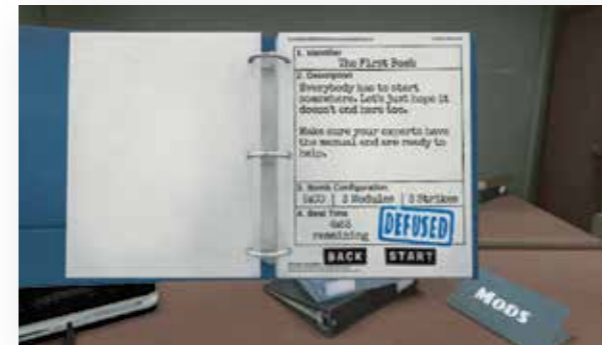 1. Identifier
The First Bomb
2. Description
Everybody has to start
somewhere. Let's just hope it
doesn't end here too.
Make sure your experts have
the manual and are ready to
help.
3. Bomb Configuration
3 Modules | 3 Strikes
4. Best Time
remaining
DEFUSED
BACK
START
MODS